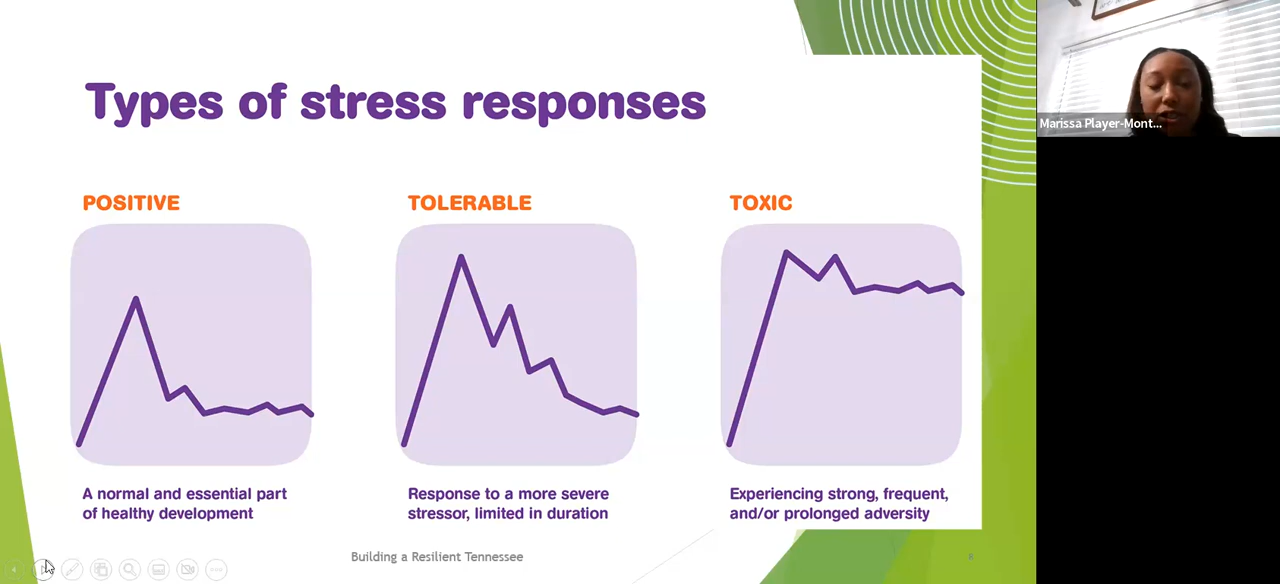 Types of stress responses
POSITIVE
TOLERABLE
TOXIC
A normal and essential part
of healthy development
Response to a more severe
stressor, limited in duration
Experiencing strong, frequent,
and/or prolonged adversity
Building a Resilient Tennessee
Marissa Player-Mont...